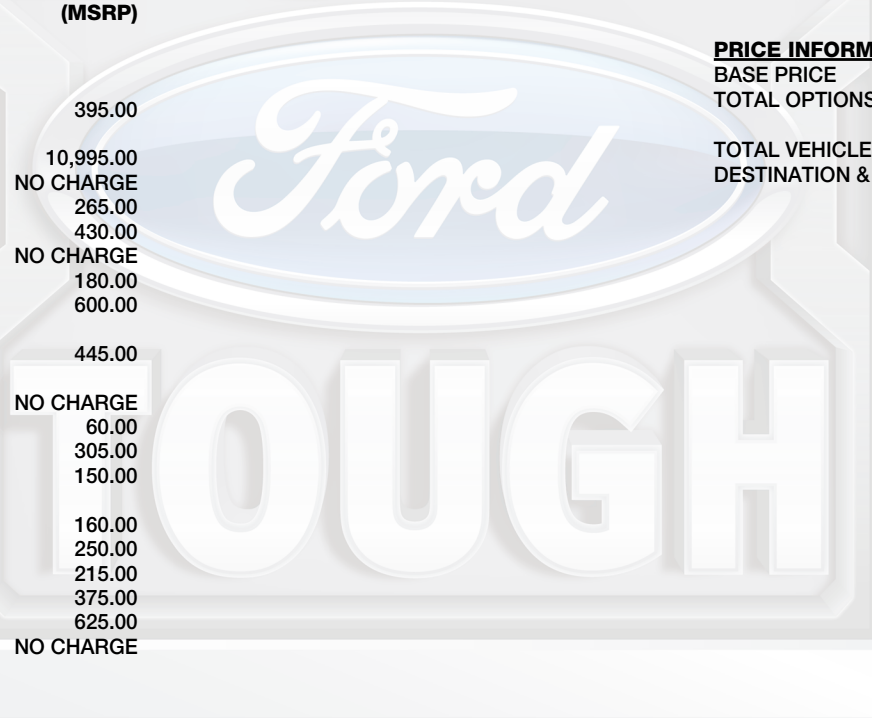 (MSRP)
395.00
10,995.00
NO CHARGE
265.00
430.00
NO CHARGE
180.00
600.00
445.00
NO CHARGE
60.00
305.00
150.00
160.00
250.00
215.00
375.00
625.00
NO CHARGE
PRICE INFORM
BASE PRICE
TOTAL OPTIONS
TOTAL VEHICLE
DESTINATION &
Ford
TOUGH